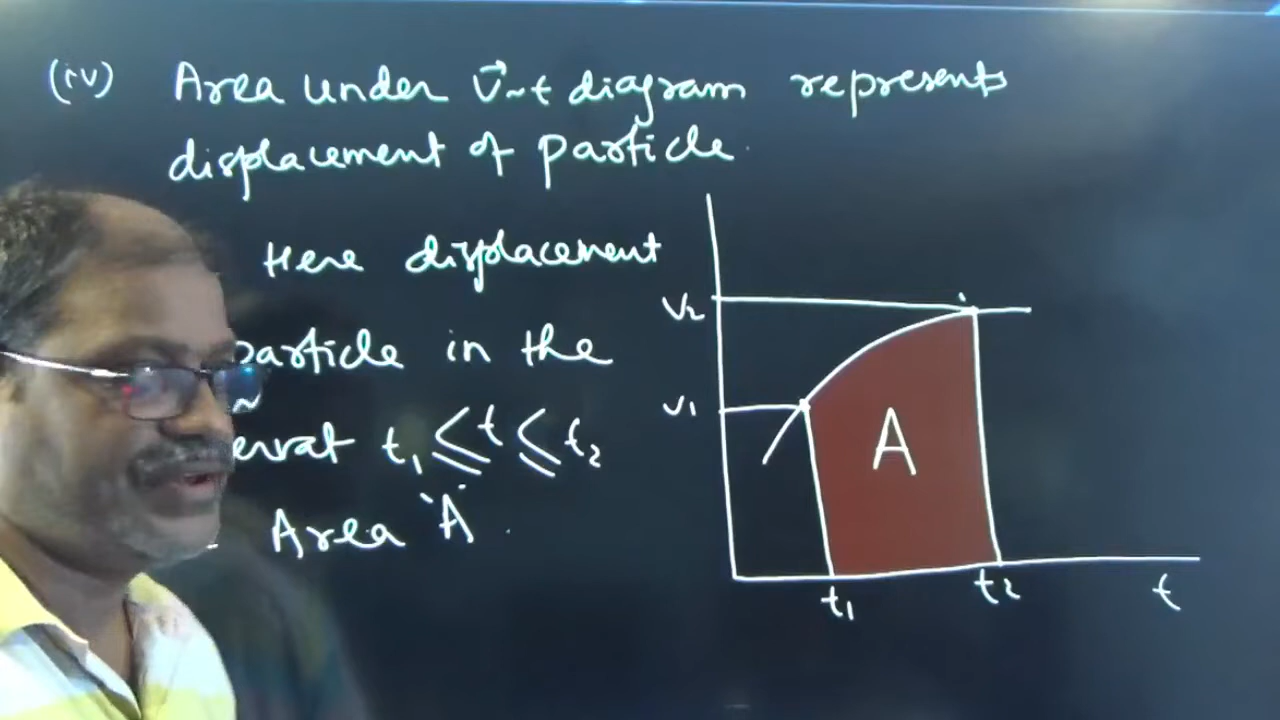 (iv) Area under v⃗~t diagram represents
displacement of particle.
Here displacement
particle in the
t₁ ≤ t ≤ t₂
Area 'A'.
v₂
v₁
A
t₁ t₂ t